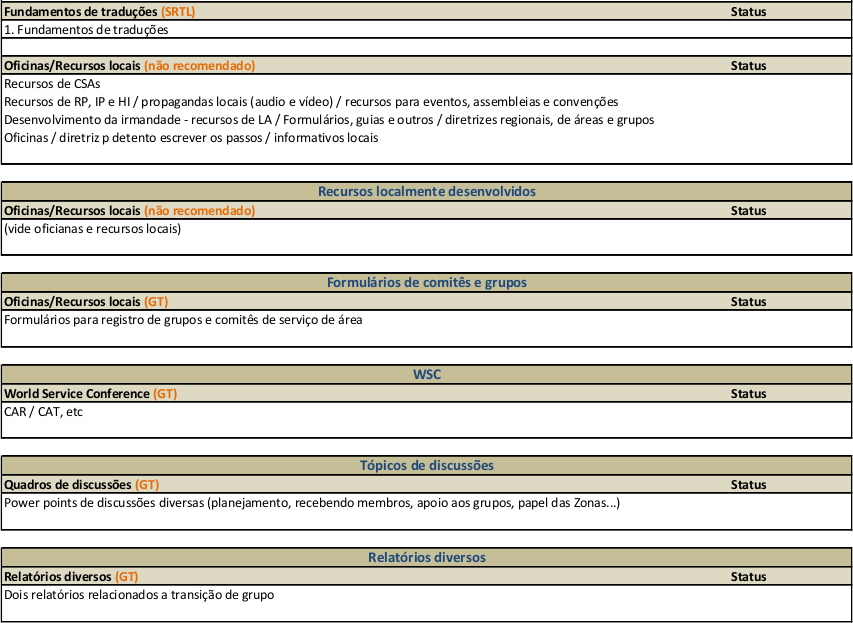 Fundamentos de traduções (SRTL) Status
1. Fundamentos de traduções
Oficinas/Recursos locais (não recomendado) Status
Recursos de CSAs
Recursos de RP, IP e HI / propagandas locais (audio e vídeo) / recursos para eventos, assembleias e convenções
Desenvolvimento da irmandade - recursos de LA / Formulários, guias e outros / diretrizes regionais, de áreas e grupos
Oficinas / diretriz p detento escrever os passos / informativos locais
Recursos localmente desenvolvidos
Oficinas/Recursos locais (não recomendado) Status
(vide oficianas e recursos locais)
Formulários de comitês e grupos
Oficinas/Recursos locais (GT) Status
Formulários para registro de grupos e comitês de serviço de área
WSC
World Service Conference (GT) Status
CAR / CAT, etc
Tópicos de discussões
Quadros de discussões (GT) Status
Power points de discussões diversas (planejamento, recebendo membros, apoio aos grupos, papel das Zonas...)
Relatórios diversos
Relatórios diversos (GT) Status
Dois relatórios relacionados a transição de grupo